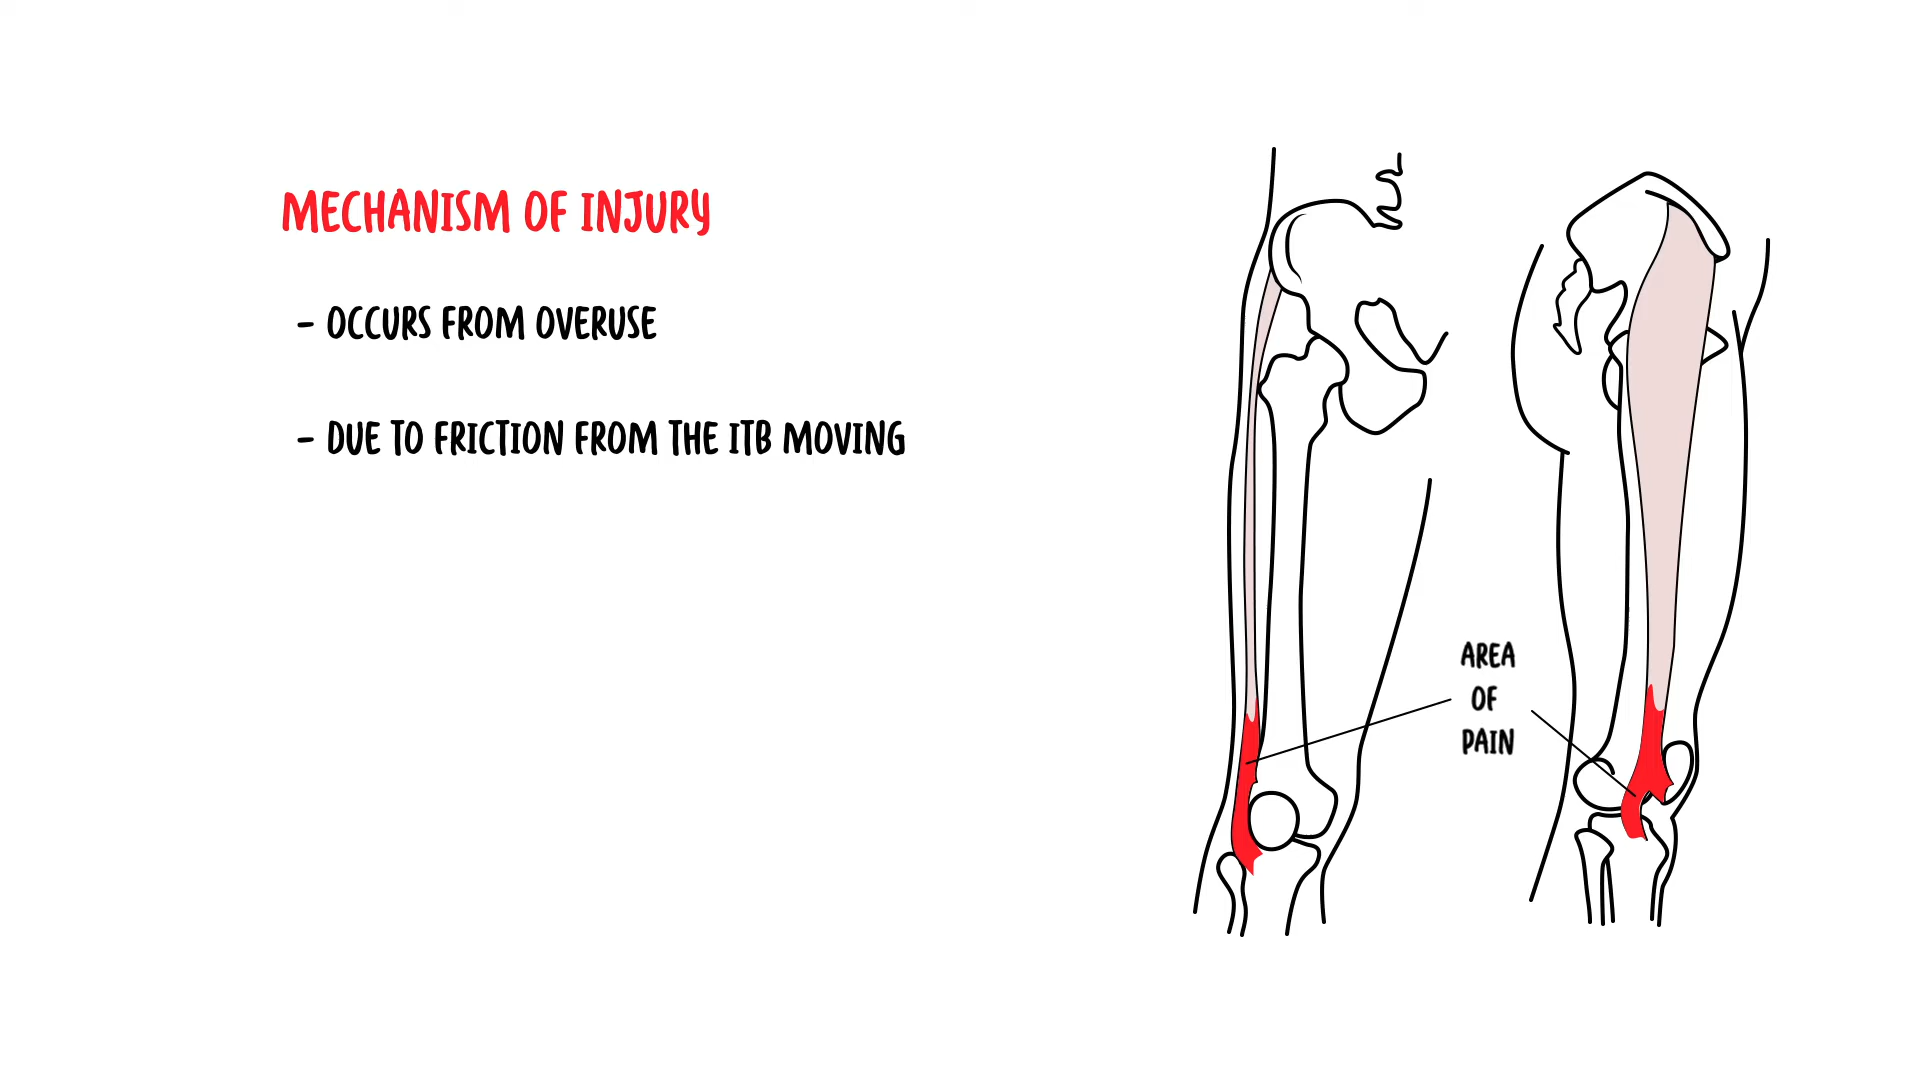 MECHANISM OF INJURY
- OCCURS FROM OVERUSE
- DUE TO FRICTION FROM THE ITB MOVING
AREA
OF
PAIN